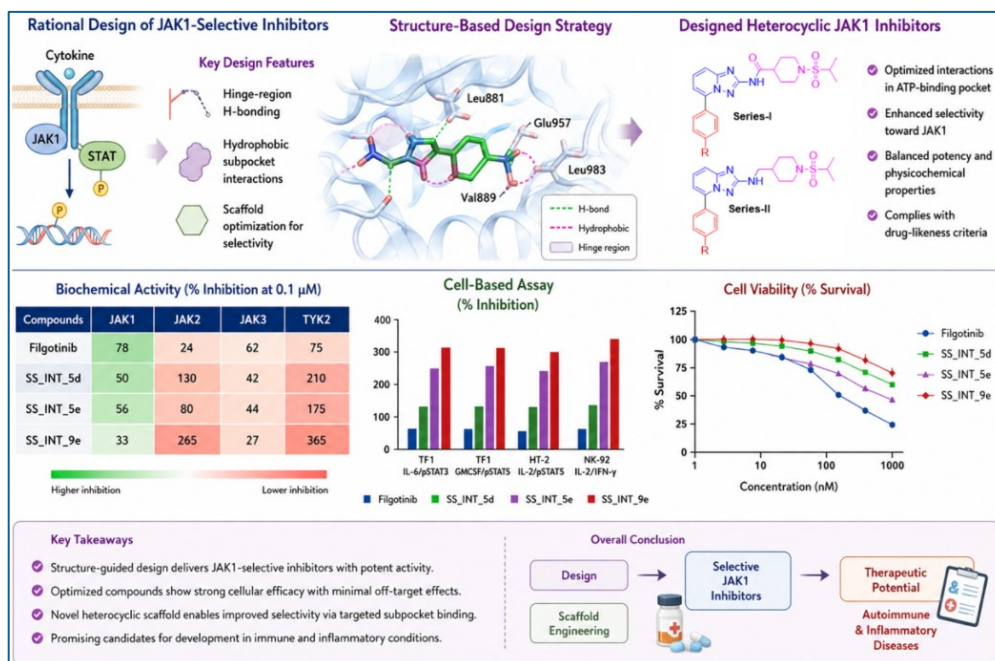 Rational Design of JAK1-Selective Inhibitors
Cytokine
JAK1
STAT
P
P
P
Key Design Features
Hinge-region
H-bonding
Hydrophobic
subpocket
interactions
Scaffold
optimization for
selectivity
Structure-Based Design Strategy
Leu881
Glu957
Leu983
Val889
H-bond
Hydrophobic
Hinge region
Designed Heterocyclic JAK1 Inhibitors
N
N
N
NH
O
N
S
O
O
Series-I
R
N
N
N
NH
N
S
O
O
Series-II
R
Optimized interactions
in ATP-binding pocket
Enhanced selectivity
toward JAK1
Balanced potency and
physicochemical
properties
Complies with
drug-likeness criteria
Biochemical Activity (% Inhibition at 0.1 μM)
Compounds JAK1 JAK2 JAK3 TYK2
Filgotinib 78 24 62 75
SS_INT_5d 50 130 42 210
SS_INT_5e 56 80 44 175
SS_INT_9e 33 265 27 365
Higher inhibition
Lower inhibition
Cell-Based Assay
(% Inhibition)
400
300
200
100
0
TF1 TF1 HT-2 NK-92
IL-6/pSTAT3 GMCSF/pSTAT5 IL-2/pSTAT5 IL-2/IFN-γ
Filgotinib SS_INT_5d SS_INT_5e SS_INT_9e
Cell Viability (% Survival)
% Survival
125
100
75
50
25
0
1 10 100 1000
Concentration (nM)
Filgotinib
SS_INT_5d
SS_INT_5e
SS_INT_9e
Key Takeaways
Structure-guided design delivers JAK1-selective inhibitors with potent activity.
Optimized compounds show strong cellular efficacy with minimal off-target effects.
Novel heterocyclic scaffold enables improved selectivity via targeted subpocket binding.
Promising candidates for development in immune and inflammatory conditions.
Overall Conclusion
Design
Scaffold
Engineering
Selective
JAK1
Inhibitors
Therapeutic
Potential
Autoimmune
& Inflammatory
Diseases